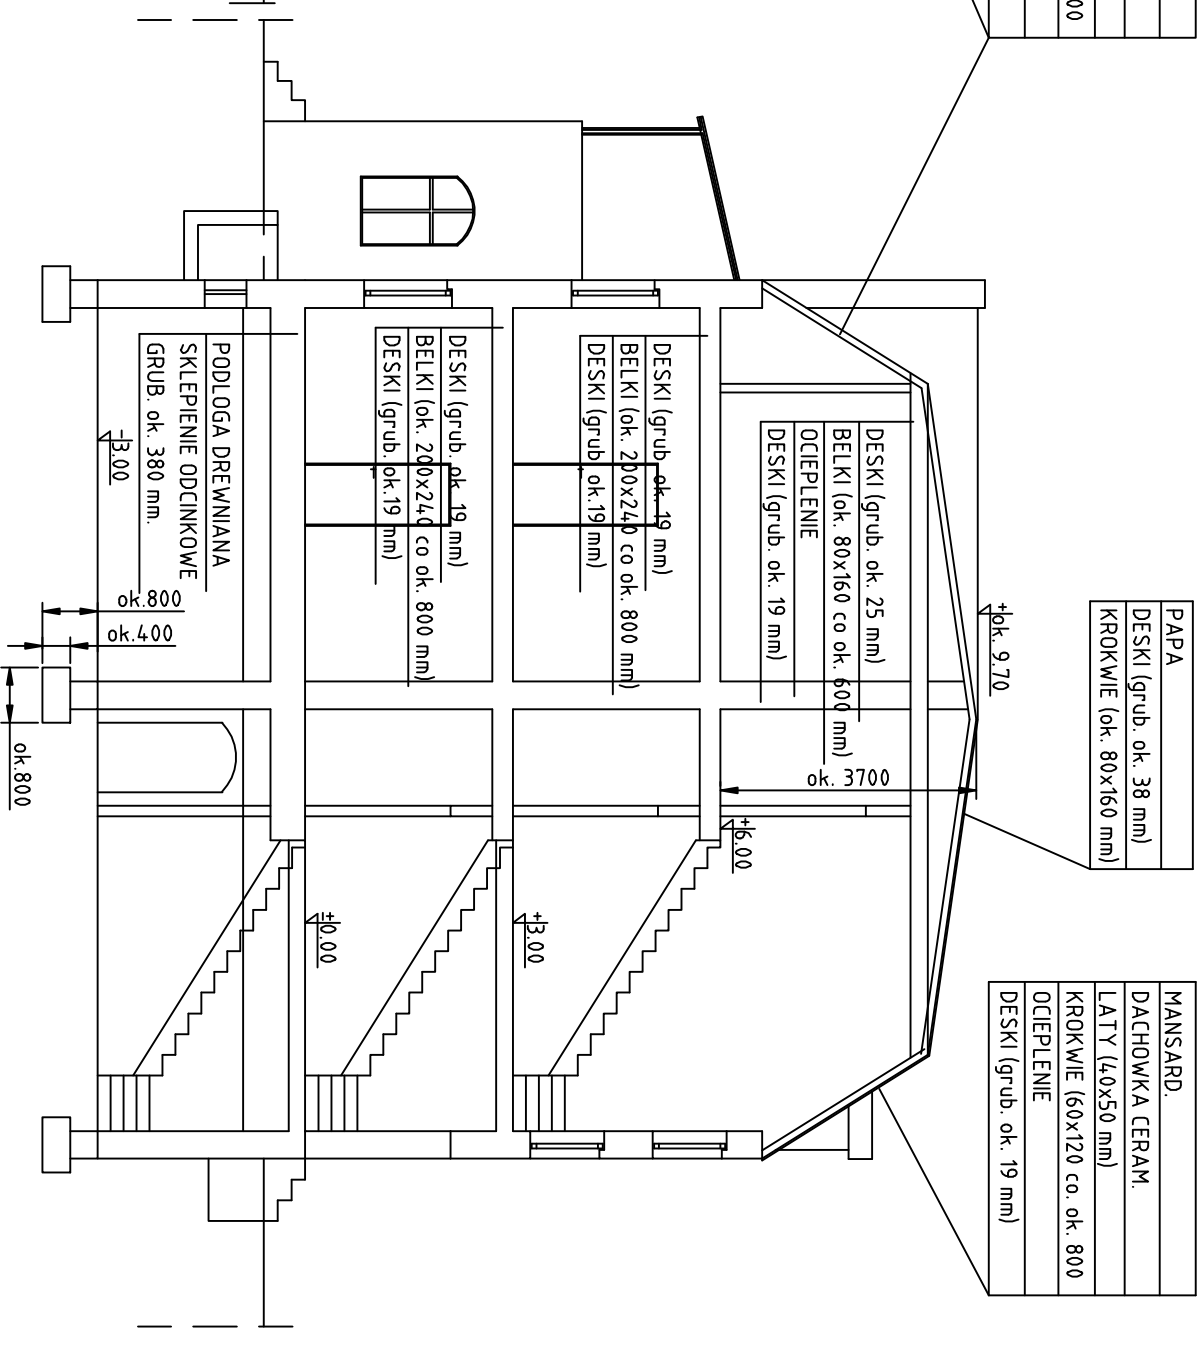 00
PAPA
DESKI (grub. ok. 38 mm)
KROKWIE (ok. 80x160 mm)
MANSARD.
DACHOWKA CERAM.
LATY (40x50 mm)
KROKWIE (60x120 co. ok. 800
OCIEPLENIE
DESKI (grub. ok. 19 mm)
+ok. 9.70
DESKI (grub. ok. 25 mm)
BELKI (ok. 80x160 co ok. 600 mm)
OCIEPLENIE
DESKI (grub. ok. 19 mm)
ok. 3700
+6.00
DESKI (grub. ok. 19 mm)
BELKI (ok. 200x240 co ok. 800 mm)
DESKI (grub. ok.19 mm)
+3.00
DESKI (grub. ok. 19 mm)
BELKI (ok. 200x240 co ok. 800 mm)
DESKI (grub. ok.19 mm)
±0.00
PODLOGA DREWNIANA
SKLEPIENIE ODCINKOWE
GRUB. ok. 380 mm.
-3.00
ok.800
ok.400
ok.800